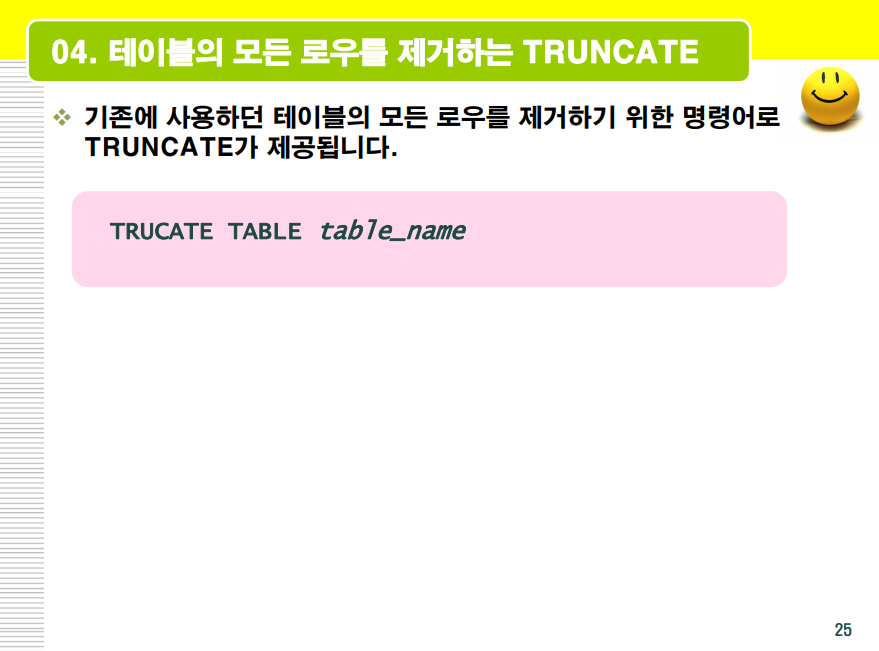 04. 테이블의 모든 로우를 제거하는 TRUNCATE
기존에 사용하던 테이블의 모든 로우를 제거하기 위한 명령어로
TRUNCATE가 제공됩니다.
TRUCATE TABLE table_name
25